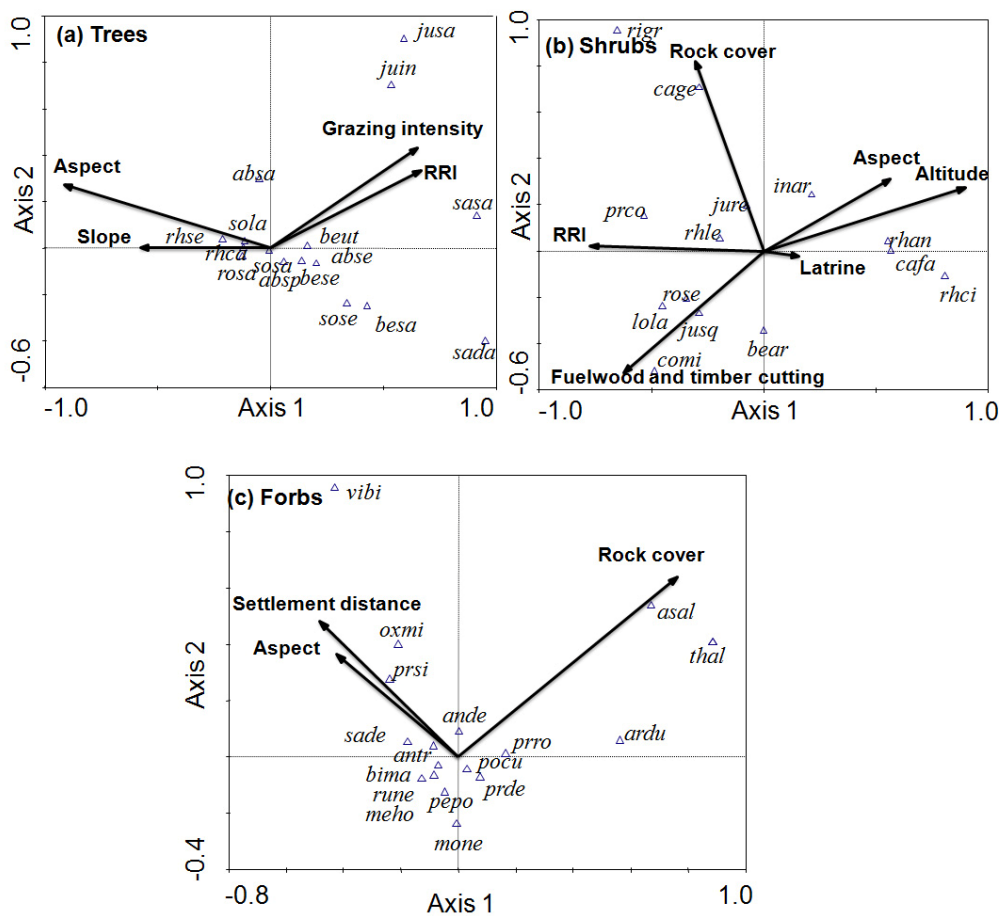 1.0
(a) Trees
jusa
juin
Grazing intensity
Aspect
absa
RRI
sasa
Axis 2
sola
Slope
rhse
beut
rhca
abse
rosa
sosa
absp
bese
sose
besa
sada
-0.6
-1.0
Axis 1
1.0
1.0
rigr
(b) Shrubs
Rock cover
cage
Aspect
Altitude
inar
Axis 2
prco
jure
RRI
rhle
rhan
Latrine
cafa
rhci
rose
lola
jusq
bear
comi
Fuelwood and timber cutting
-0.6
-1.0
Axis 1
1.0
1.0
(c) Forbs
vibi
Rock cover
Settlement distance
asal
oxmi
Aspect
thal
prsi
Axis 2
ande
sade
ardu
antr
prro
pocu
bima
rune
prde
pepo
meho
mone
-0.4
-0.8
Axis 1
1.0